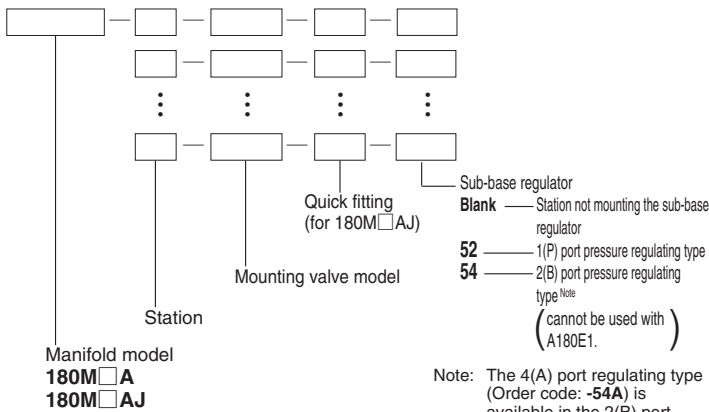 Sub-base regulator
Blank Station not mounting the sub-base
regulator
52 1(P) port pressure regulating type
54 2(B) port pressure regulating
type Note
(cannot be used with
A180E1.)
Quick fitting
(for 180M□AJ)
Mounting valve model
Station
Manifold model
180M□A
180M□AJ
Note: The 4(A) port regulating type
(Order code: -54A) is
available in the 2(B) port